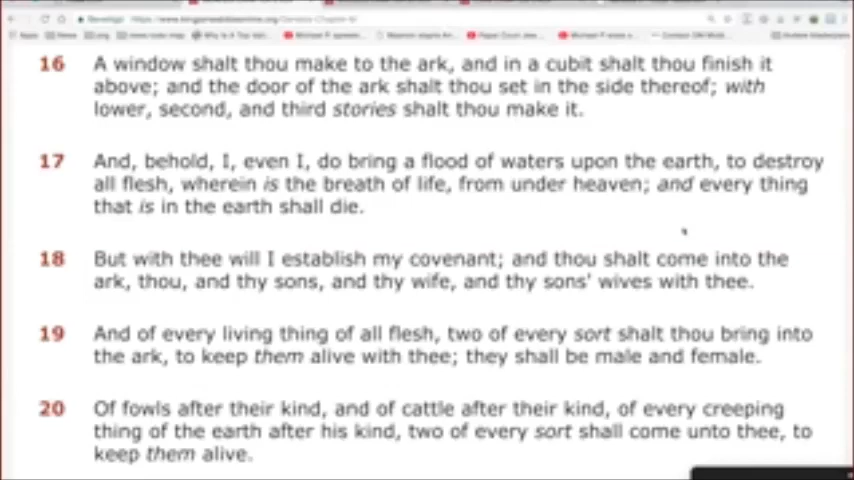 16 A window shalt thou make to the ark, and in a cubit shalt thou finish it
above; and the door of the ark shalt thou set in the side thereof; with
lower, second, and third stories shalt thou make it.
17 And, behold, I, even I, do bring a flood of waters upon the earth, to destroy
all flesh, wherein is the breath of life, from under heaven; and every thing
that is in the earth shall die.
18 But with thee will I establish my covenant; and thou shalt come into the
ark, thou, and thy sons, and thy wife, and thy sons' wives with thee.
19 And of every living thing of all flesh, two of every sort shalt thou bring into
the ark, to keep them alive with thee; they shall be male and female.
20 Of fowls after their kind, and of cattle after their kind, of every creeping
thing of the earth after his kind, two of every sort shall come unto thee, to
keep them alive.